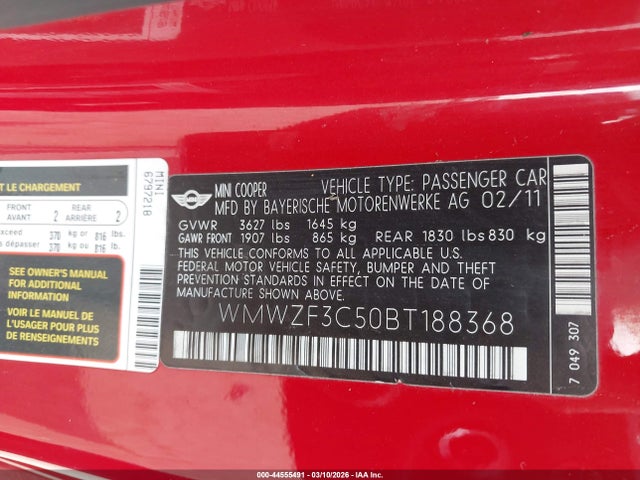 MINI
6797218
LE CHARGEMENT
FRONT
AVANT 2
REAR
ARRIÈRE 2
exceed 370 kg or 816 lbs.
dépasser 370 kg ou 816 lb.
SEE OWNER'S MANUAL
FOR ADDITIONAL
INFORMATION
VOIR LE MANUEL DE
L'USAGER POUR PLUS DE
RENSEIGNEMENTS
MINI
MINI COOPER VEHICLE TYPE: PASSENGER CAR
MFD BY BAYERISCHE MOTORENWERKE AG 02/11
GVWR 3627 lbs 1645 kg
GAWR FRONT 1907 lbs 865 kg REAR 1830 lbs 830 kg
THIS VEHICLE CONFORMS TO ALL APPLICABLE U.S.
FEDERAL MOTOR VEHICLE SAFETY, BUMPER AND THEFT
PREVENTION STANDARDS IN EFFECT ON THE DATE
OF MANUFACTURE SHOWN ABOVE.
WMWZF3C50BT188368
7 049 307
000-44555491 - 03/10/2026 - IAA Inc.